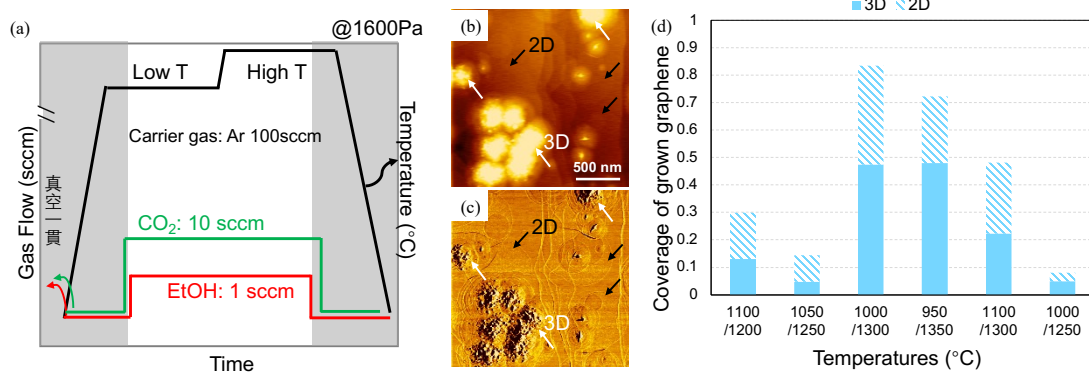 (a)
@1600Pa
Low T
High T
Carrier gas: Ar 100sccm
Gas Flow (sccm)
真空一貫
Temperature (°C)
CO₂: 10 sccm
EtOH: 1 sccm
Time
(b)
2D
3D
500 nm
(c)
2D
3D
(d)
3D 2D
Coverage of grown graphene
1
0.9
0.8
0.7
0.6
0.5
0.4
0.3
0.2
0.1
0
1100 1050 1000 950 1100 1000
/1200 /1250 /1300 /1350 /1300 /1250
Temperatures (°C)